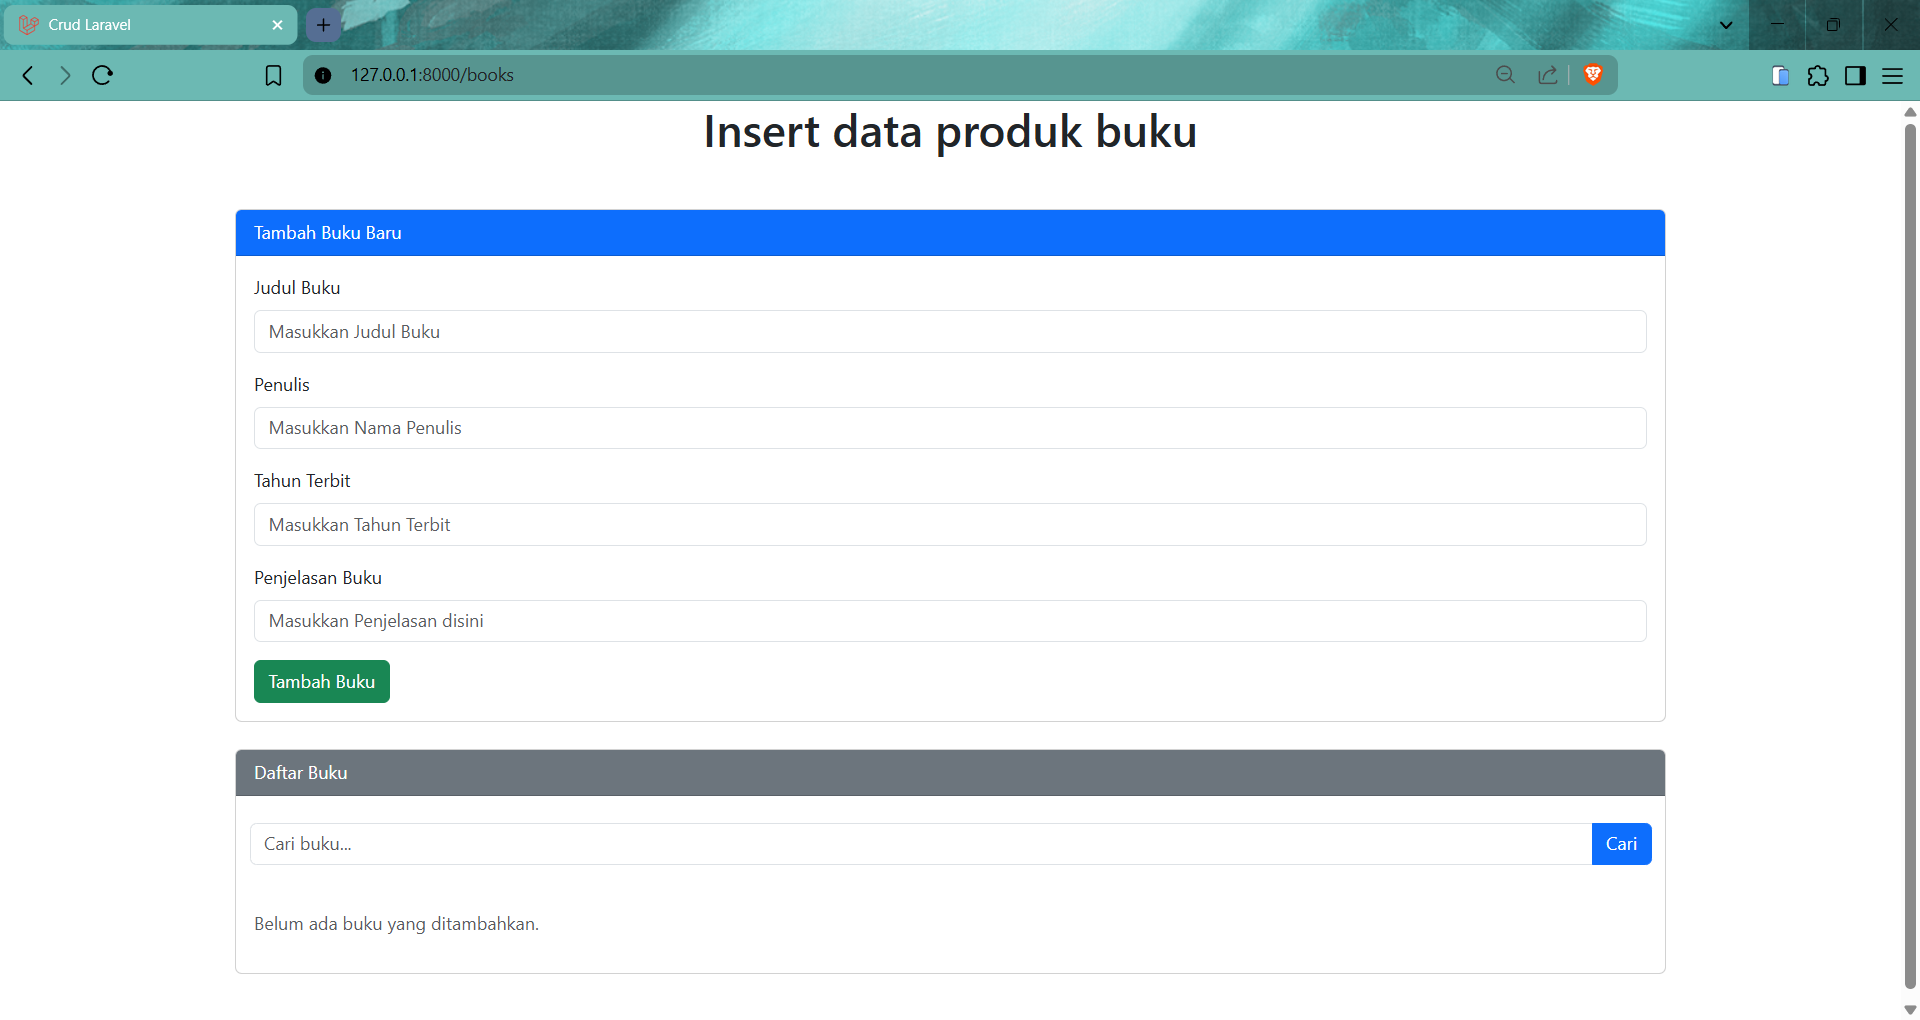 Crud Laravel
127.0.0.1:8000/books
Insert data produk buku
Tambah Buku Baru
Judul Buku
Masukkan Judul Buku
Penulis
Masukkan Nama Penulis
Tahun Terbit
Masukkan Tahun Terbit
Penjelasan Buku
Masukkan Penjelasan disini
Tambah Buku
Daftar Buku
Cari buku...
Cari
Belum ada buku yang ditambahkan.